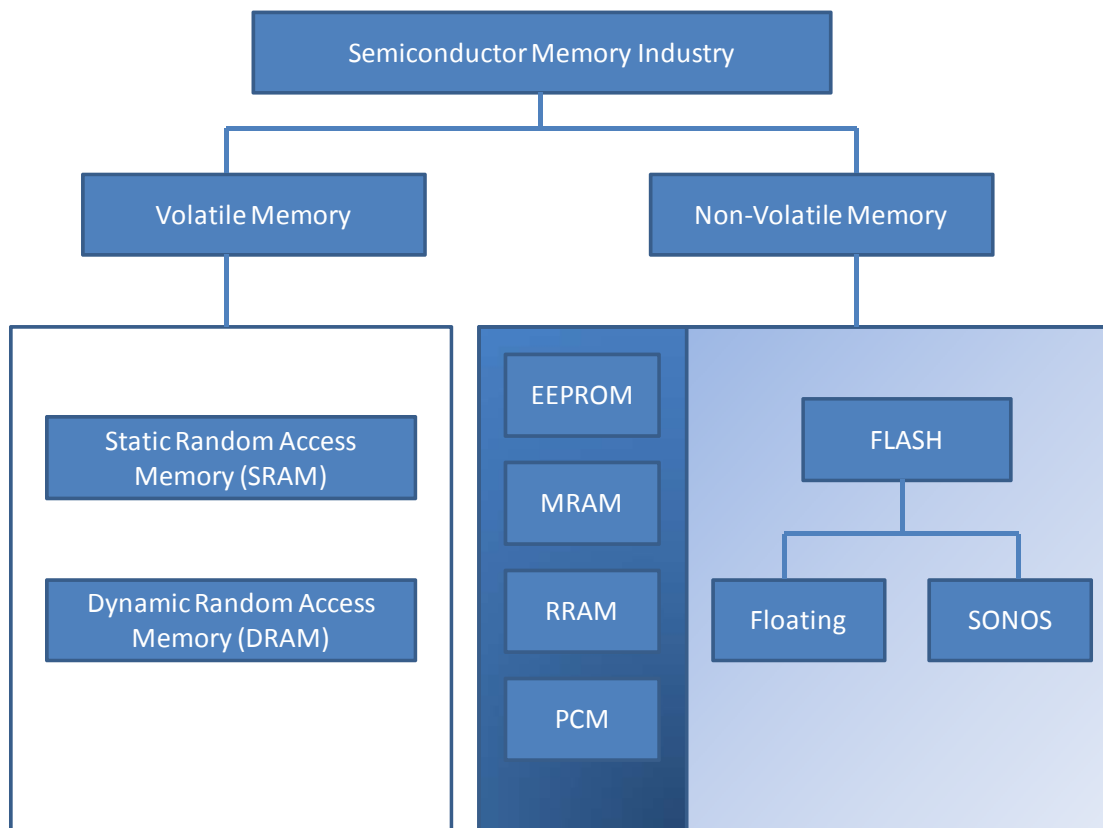 Semiconductor Memory Industry
Volatile Memory
Non-Volatile Memory
Static Random Access
Memory (SRAM)
Dynamic Random Access
Memory (DRAM)
EEPROM
MRAM
RRAM
PCM
FLASH
Floating
SONOS